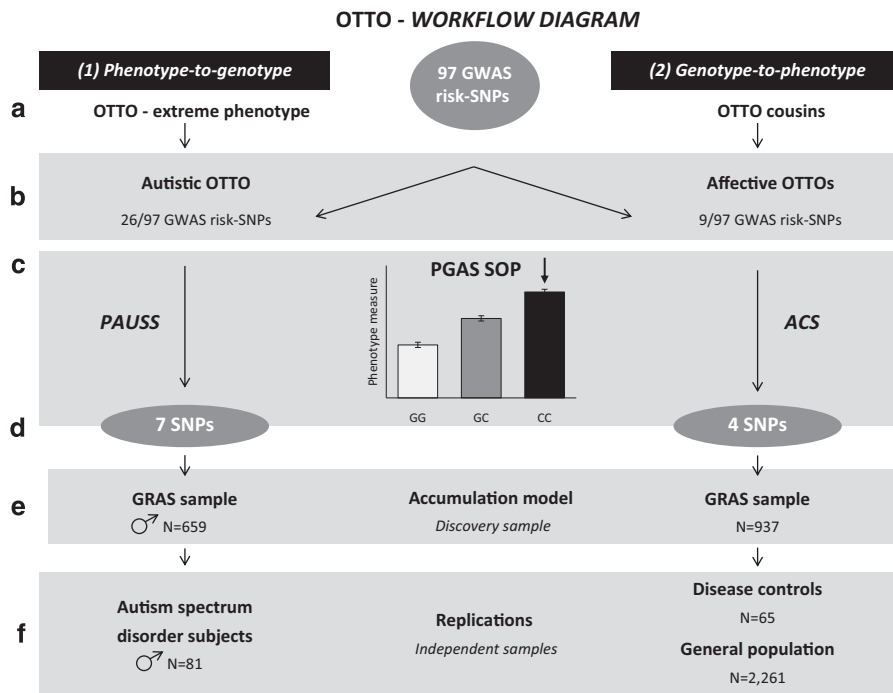 OTTO - WORKFLOW DIAGRAM
(1) Phenotype-to-genotype
97 GWAS
risk-SNPs
(2) Genotype-to-phenotype
a
OTTO - extreme phenotype
OTTO cousins
b
Autistic OTTO
26/97 GWAS risk-SNPs
Affective OTTOs
9/97 GWAS risk-SNPs
c
PAUSS
PGAS SOP
Phenotype measure
GG
GC
CC
ACS
d
7 SNPs
4 SNPs
e
GRAS sample
♂ N=659
Accumulation model
Discovery sample
GRAS sample
N=937
f
Autism spectrum
disorder subjects
♂ N=81
Replications
Independent samples
Disease controls
N=65
General population
N=2,261